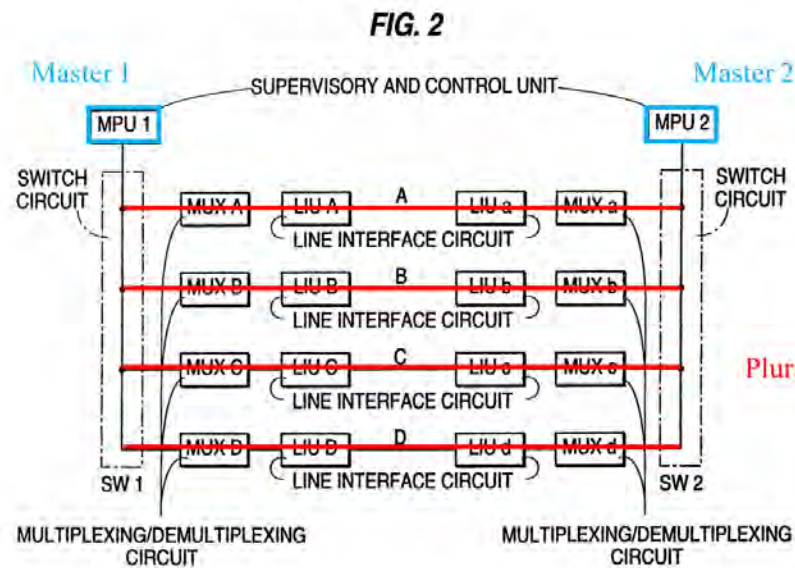 FIG. 2
Master 1
SUPERVISORY AND CONTROL UNIT
Master 2
MPU 1
MPU 2
SWITCH
CIRCUIT
SWITCH
CIRCUIT
MUX A
LIU A
A
LIU a
MUX a
LINE INTERFACE CIRCUIT
MUX B
LIU B
B
LIU b
MUX b
LINE INTERFACE CIRCUIT
MUX C
LIU C
C
LIU c
MUX c
Plur
LINE INTERFACE CIRCUIT
MUX D
LIU D
D
LIU d
MUX d
LINE INTERFACE CIRCUIT
SW 1
SW 2
MULTIPLEXING/DEMULTIPLEXING
CIRCUIT
MULTIPLEXING/DEMULTIPLEXING
CIRCUIT